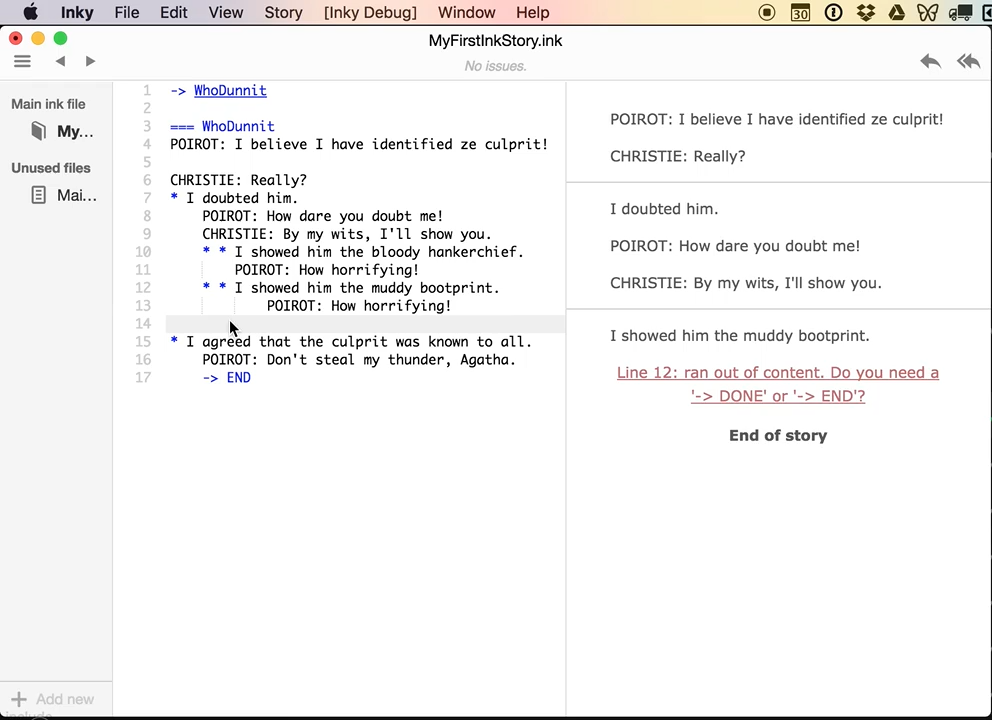 Inky File Edit View Story [Inky Debug] Window Help
30
MyFirstInkStory.ink
No issues.
Main ink file
My...
Unused files
Mai...
Add new
1 -> WhoDunnit
2
3 === WhoDunnit
4 POIROT: I believe I have identified ze culprit!
5
6 CHRISTIE: Really?
7 * I doubted him.
8 POIROT: How dare you doubt me!
9 CHRISTIE: By my wits, I'll show you.
10 * * I showed him the bloody hankerchief.
11 POIROT: How horrifying!
12 * * I showed him the muddy bootprint.
13 POIROT: How horrifying!
14
15 * I agreed that the culprit was known to all.
16 POIROT: Don't steal my thunder, Agatha.
17 -> END
POIROT: I believe I have identified ze culprit!
CHRISTIE: Really?
I doubted him.
POIROT: How dare you doubt me!
CHRISTIE: By my wits, I'll show you.
I showed him the muddy bootprint.
Line 12: ran out of content. Do you need a
'-> DONE' or '-> END'?
End of story